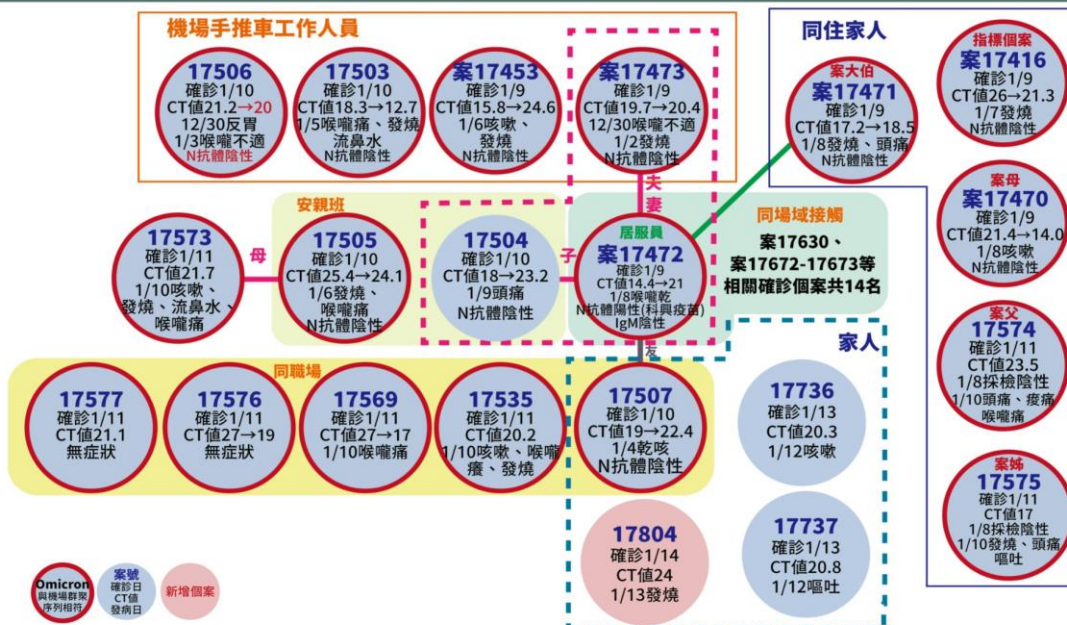 機場手推車工作人員
17506
確診1/10
CT值21.2→20
12/30反胃
1/3喉嚨不適
N抗體陰性
17503
確診1/10
CT值18.3→12.7
1/5喉嚨痛、發燒
流鼻水
N抗體陰性
案17453
確診1/9
CT值15.8→24.6
1/6咳嗽、
發燒
N抗體陰性
案17473
確診1/9
CT值19.7→20.4
12/30喉嚨不適
1/2發燒
N抗體陰性
夫
妻
同住家人
案大伯
案17471
確診1/9
CT值17.2→18.5
1/8發燒、頭痛
N抗體陰性
指標個案
案17416
確診1/9
CT值26→21.3
1/7發燒
N抗體陰性
案母
案17470
確診1/9
CT值21.4→14.0
1/8咳嗽
N抗體陰性
案父
17574
確診1/11
CT值23.5
1/8採檢陰性
1/10頭痛、痠痛
喉嚨痛
案姊
17575
確診1/11
CT值17
1/8採檢陰性
1/10發燒、頭痛
嘔吐
17573
確診1/11
CT值21.7
1/10咳嗽、
發燒、流鼻水、
喉嚨痛
母
安親班
17505
確診1/10
CT值25.4→24.1
1/6發燒、
喉嚨痛
N抗體陰性
17504
確診1/10
CT值18→23.2
1/9頭痛
N抗體陰性
子
居服員
案17472
確診1/9
CT值14.4→21
1/8喉嚨乾
N抗體陽性(科興疫苗)
IgM陰性
同場域接觸
案17630、
案17672-17673等
相關確診個案共14名
友
同職場
17577
確診1/11
CT值21.1
無症狀
17576
確診1/11
CT值27→19
無症狀
17569
確診1/11
CT值27→17
1/10喉嚨痛
17535
確診1/11
CT值20.2
1/10咳嗽、喉嚨
癢、發燒
17507
確診1/10
CT值19→22.4
1/4乾咳
N抗體陰性
家人
17736
確診1/13
CT值20.3
1/12咳嗽
17804
確診1/14
CT值24
1/13發燒
17737
確診1/13
CT值20.8
1/12嘔吐
Omicron
與機場群聚
序列相符
案號
確診日
CT值
發病日
新增個案